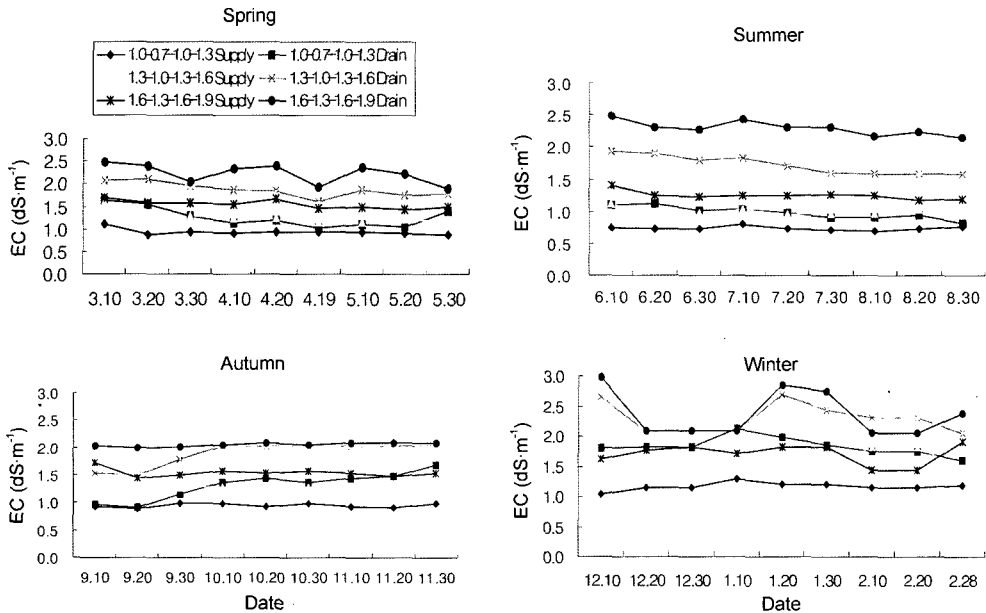 Spring
1.0-0.7-1.0-1.3 Supply 1.0-0.7-1.0-1.3 Drain
1.3-1.0-1.3-1.6 Supply 1.3-1.0-1.3-1.6 Drain
1.6-1.3-1.6-1.9 Supply 1.6-1.3-1.6-1.9 Drain
EC (dS·m⁻¹)
3.0
2.5
2.0
1.5
1.0
0.5
0.0
3.10 3.20 3.30 4.10 4.20 4.19 5.10 5.20 5.30
Summer
EC (dS·m⁻¹)
2.5
2.0
1.5
1.0
0.5
0.0
6.10 6.20 6.30 7.10 7.20 7.30 8.10 8.20 8.30
Autumn
EC (dS·m⁻¹)
3.0
2.5
2.0
1.5
1.0
0.5
0.0
9.10 9.20 9.30 10.10 10.20 10.30 11.10 11.20 11.30
Date
Winter
EC (dS·m⁻¹)
3.0
2.5
2.0
1.5
1.0
0.5
0.0
12.10 12.20 12.30 1.10 1.20 1.30 2.10 2.20 2.28
Date